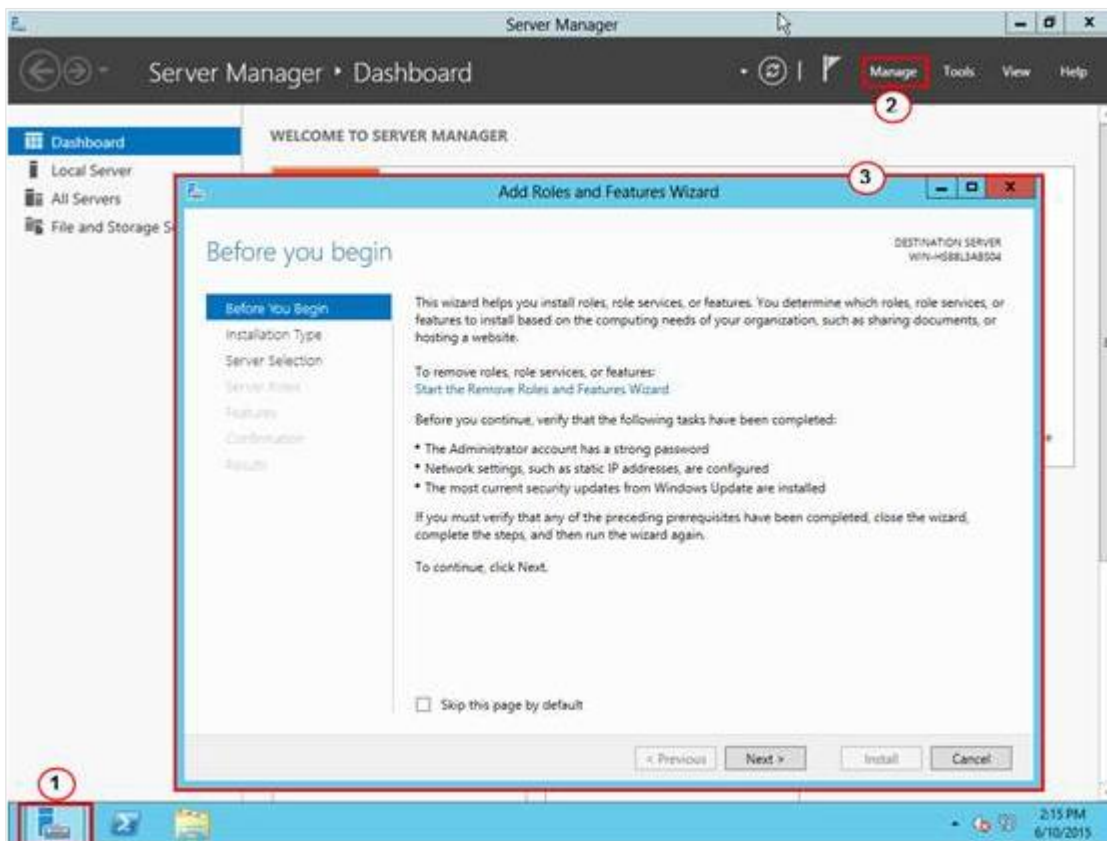 Server Manager
Server Manager • Dashboard
Manage Tools View Help
2
Dashboard
Local Server
All Servers
File and Storage S
WELCOME TO SERVER MANAGER
3
Add Roles and Features Wizard
Before you begin
DESTINATION SERVER
Before You Begin
Installation Type
Server Selection
Server Roles
Features
Confirmation
Results
This wizard helps you install roles, role services, or features. You determine which roles, role services, or
features to install based on the computing needs of your organization, such as sharing documents, or
hosting a website.
To remove roles, role services, or features:
Start the Remove Roles and Features Wizard
Before you continue, verify that the following tasks have been completed:
• The Administrator account has a strong password
• Network settings, such as static IP addresses, are configured
• The most current security updates from Windows Update are installed
If you must verify that any of the preceding prerequisites have been completed, close the wizard,
complete the steps, and then run the wizard again.
To continue, click Next.
Skip this page by default
< Previous Next > Install Cancel
1
2:15 PM
6/10/2015